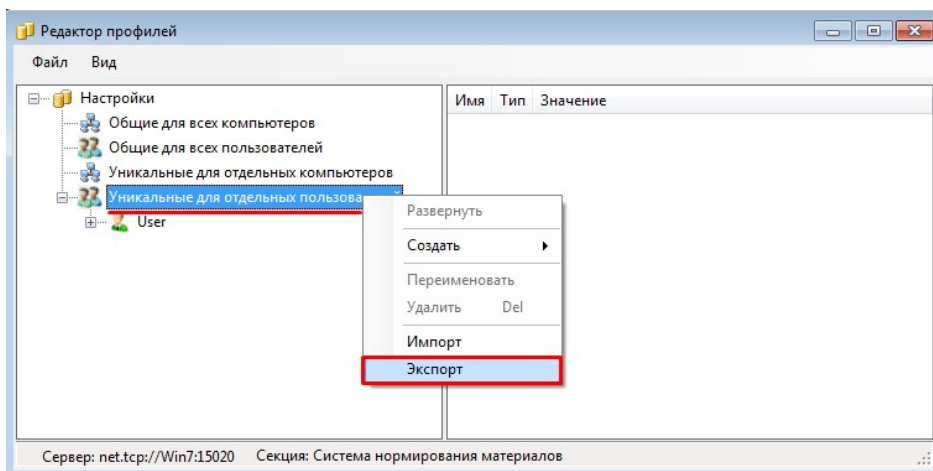 Редактор профилей
Файл Вид
Настройки
Общие для всех компьютеров
Общие для всех пользователей
Уникальные для отдельных компьютеров
Уникальные для отдельных
User
Имя Тип Значение
Развернуть
Создать
Переименовать
Удалить Del
Импорт
Экспорт
Сервер: net.tcp://Win7:15020 Секция: Система нормирования материалов